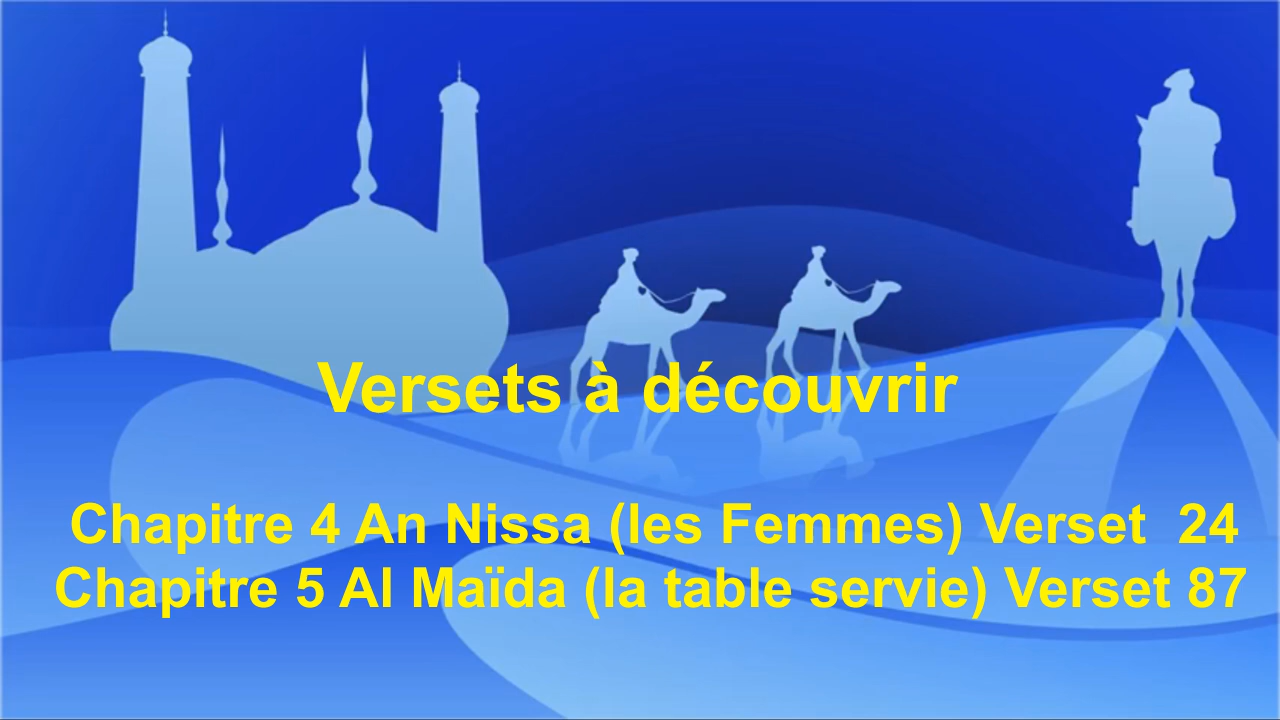 Versets à découvrir
Chapitre 4 An Nissa (les Femmes) Verset  24
Chapitre 5 Al Maïda (la table servie) Verset 87